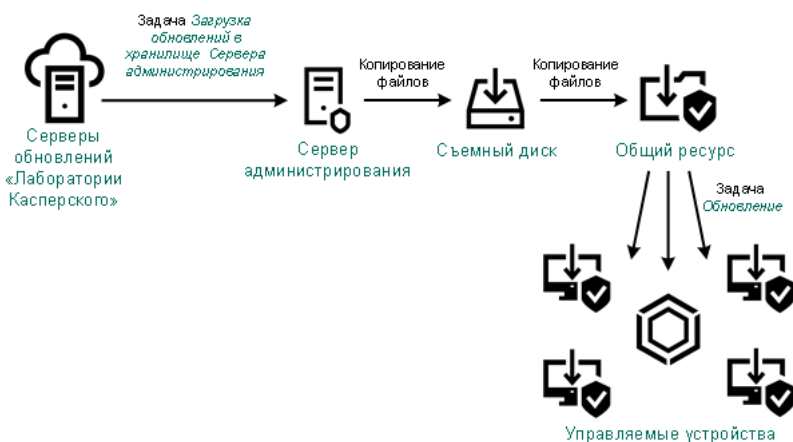 Задача Загрузка
обновлений в
хранилище Сервера
администрирования
Копирование
файлов
Копирование
файлов
Серверы
обновлений
«Лаборатории
Касперского»
Сервер
администрирования
Съемный диск
Общий ресурс
Задача
Обновление
Управляемые устройства